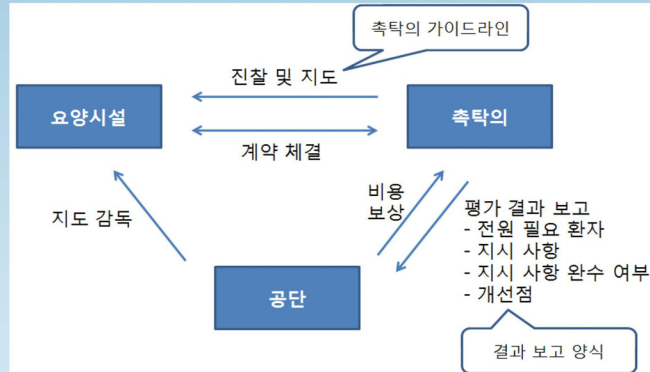 촉탁의 가이드라인
진찰 및 지도
요양시설
촉탁의
계약 체결
지도 감독
비용
보상
평가 결과 보고
- 전원 필요 환자
- 지시 사항
- 지시 사항 완수 여부
- 개선점
공단
결과 보고 양식